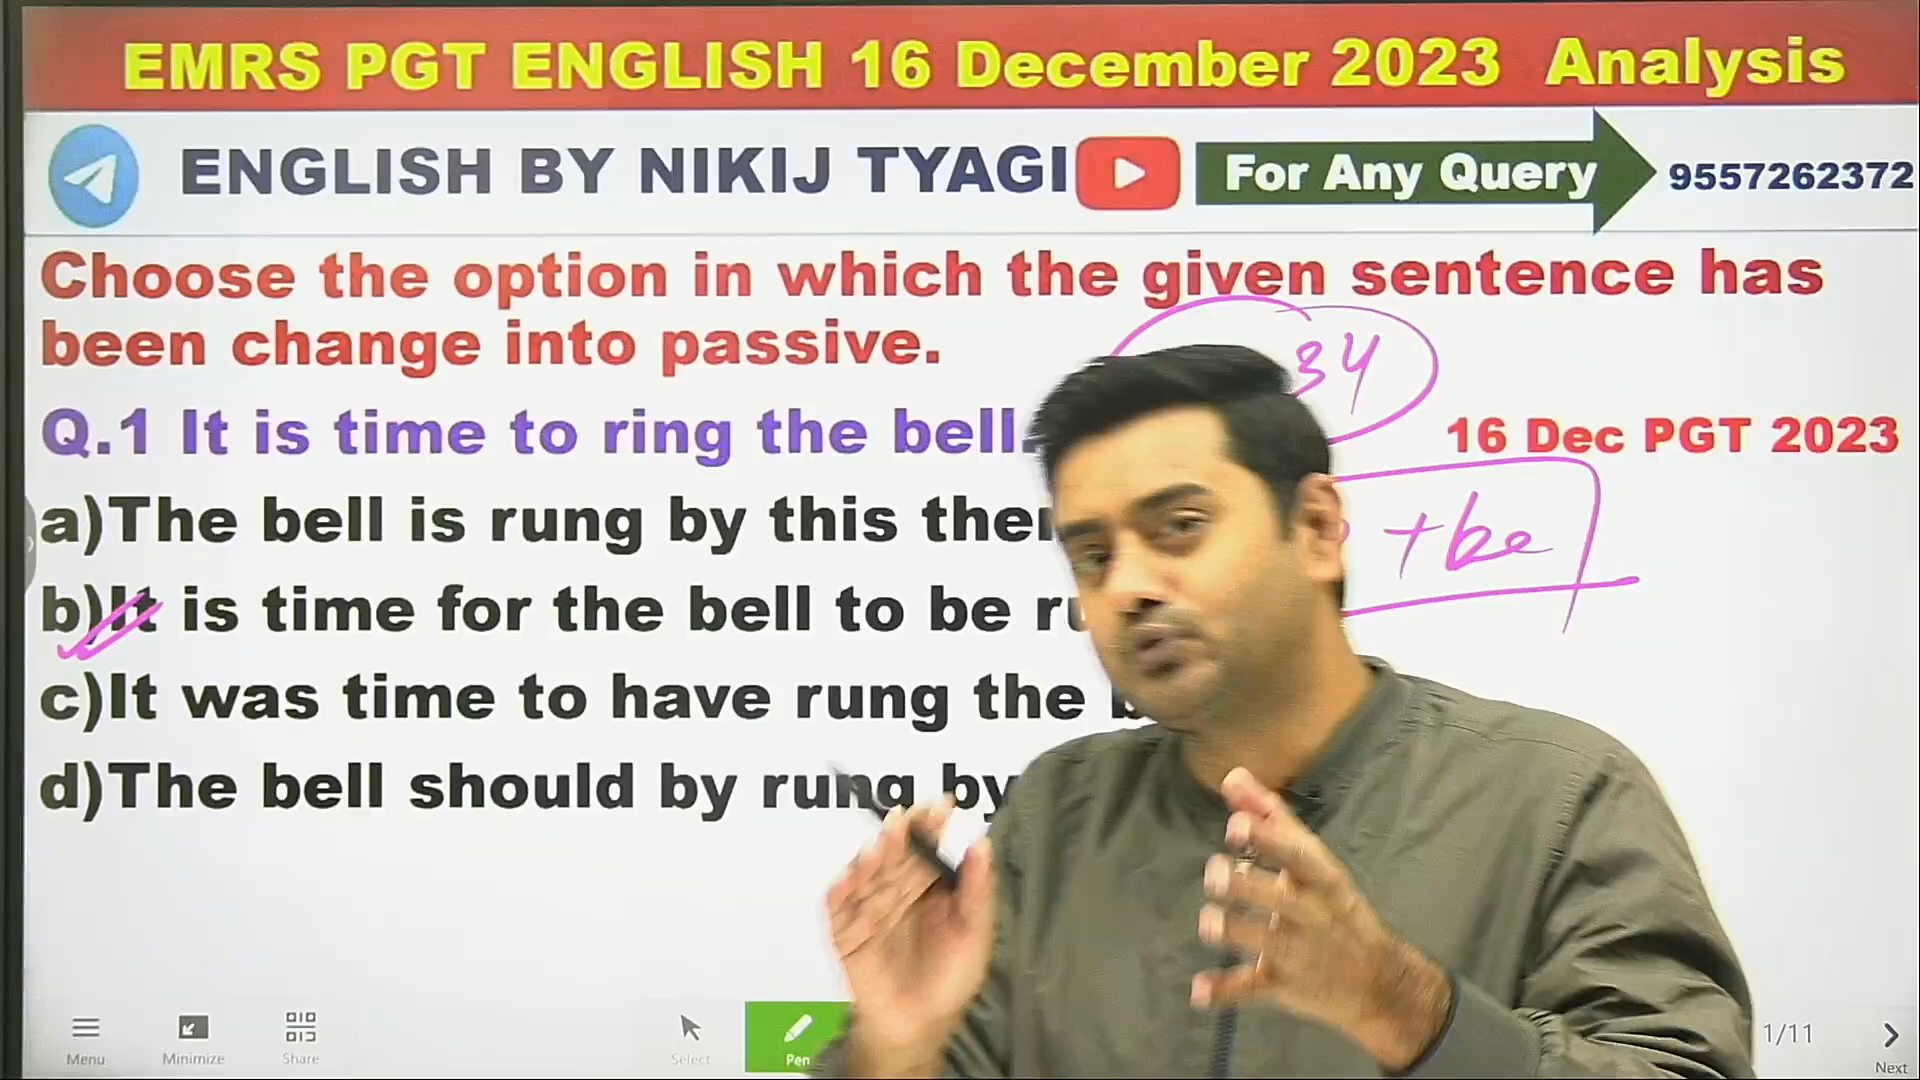 EMRS PGT ENGLISH 16 December 2023 Analysis
ENGLISH BY NIKIJ TYAGI
For Any Query
9557262372
Choose the option in which the given sentence has
been change into passive.
34
Q.1 It is time to ring the bell.
16 Dec PGT 2023
a)The bell is rung by this
+be
b)It is time for the bell to be
c)It was time to have rung the
d)The bell should by rung by
Menu
Minimize
Share
Select
Pen
1/11
Next